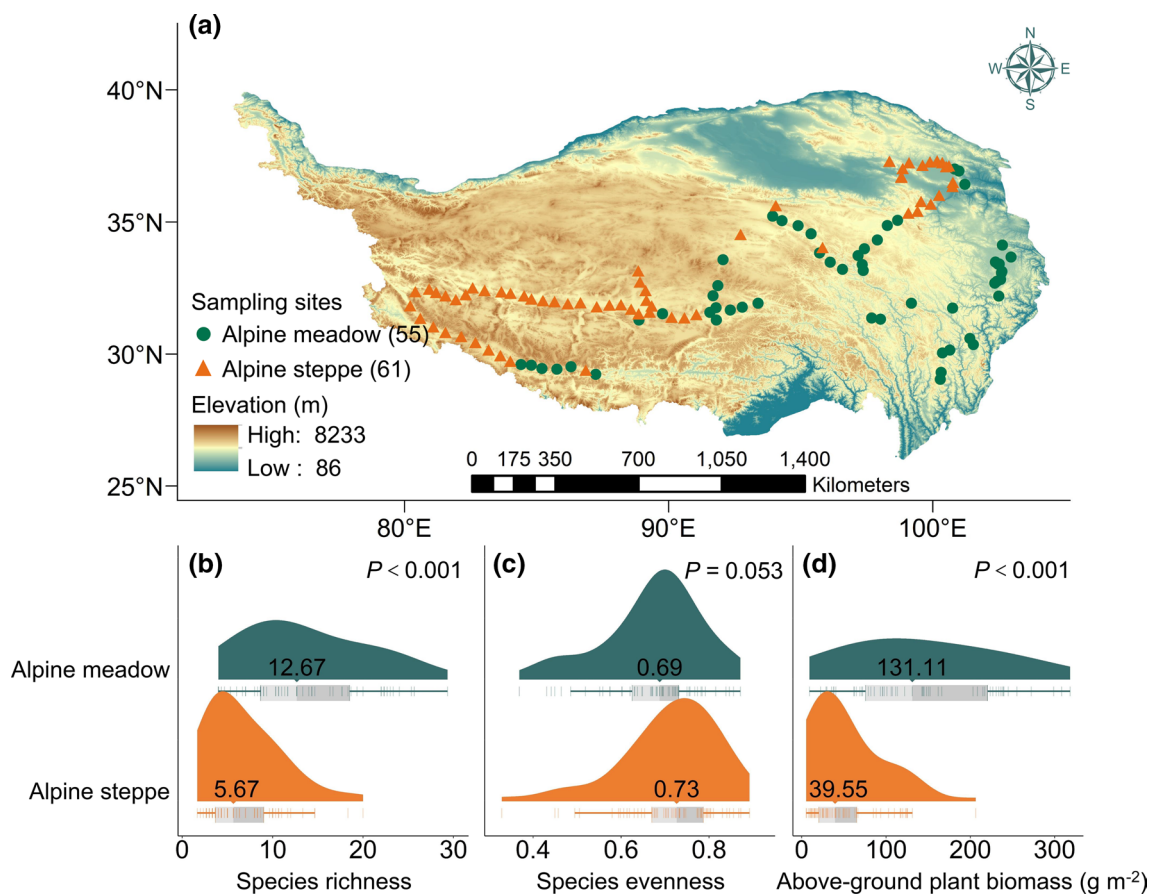 (a)
N
W E
S
40°N
35°N
30°N
25°N
Sampling sites
Alpine meadow (55)
Alpine steppe (61)
Elevation (m)
High: 8233
Low : 86
0 175 350 700 1,050 1,400
Kilometers
80°E 90°E 100°E
(b) P < 0.001
(c) P = 0.053
(d) P < 0.001
Alpine meadow
12.67 0.69 131.11
Alpine steppe
5.67 0.73 39.55
0 10 20 30
0.4 0.6 0.8
0 100 200 300
Species richness
Species evenness
Above-ground plant biomass (g m⁻²)